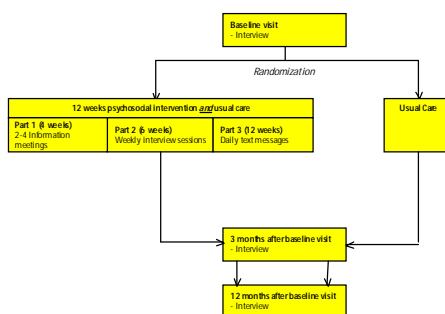 Baseline visit
- Interview
Randomization
12 weeks psychosocial intervention and usual care
Part 1 (4 weeks)
2-4 Information
meetings
Part 2 (6 weeks)
Weekly interview sessions
Part 3 (12 weeks)
Daily text messages
Usual Care
3 months after baseline visit
- Interview
12 months after baseline visit
- Interview